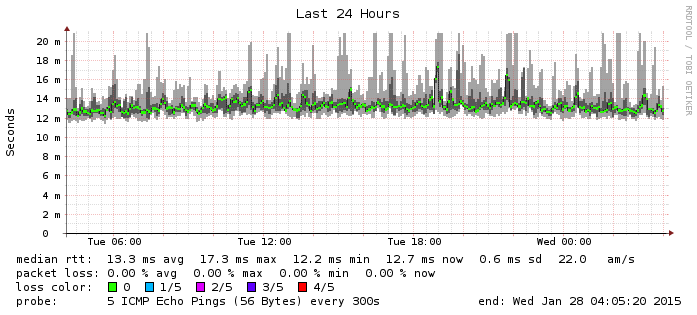 Last 24 Hours
RRDTOOL / TOBI OETIKER
Seconds
20 m
18 m
16 m
14 m
12 m
10 m
8 m
6 m
4 m
2 m
0
Tue 06:00 Tue 12:00 Tue 18:00 Wed 00:00
median rtt: 13.3 ms avg 17.3 ms max 12.2 ms min 12.7 ms now 0.6 ms sd 22.0 am/s
packet loss: 0.00 % avg 0.00 % max 0.00 % min 0.00 % now
loss color: 0 1/5 2/5 3/5 4/5
probe: 5 ICMP Echo Pings (56 Bytes) every 300s end: Wed Jan 28 04:05:20 2015